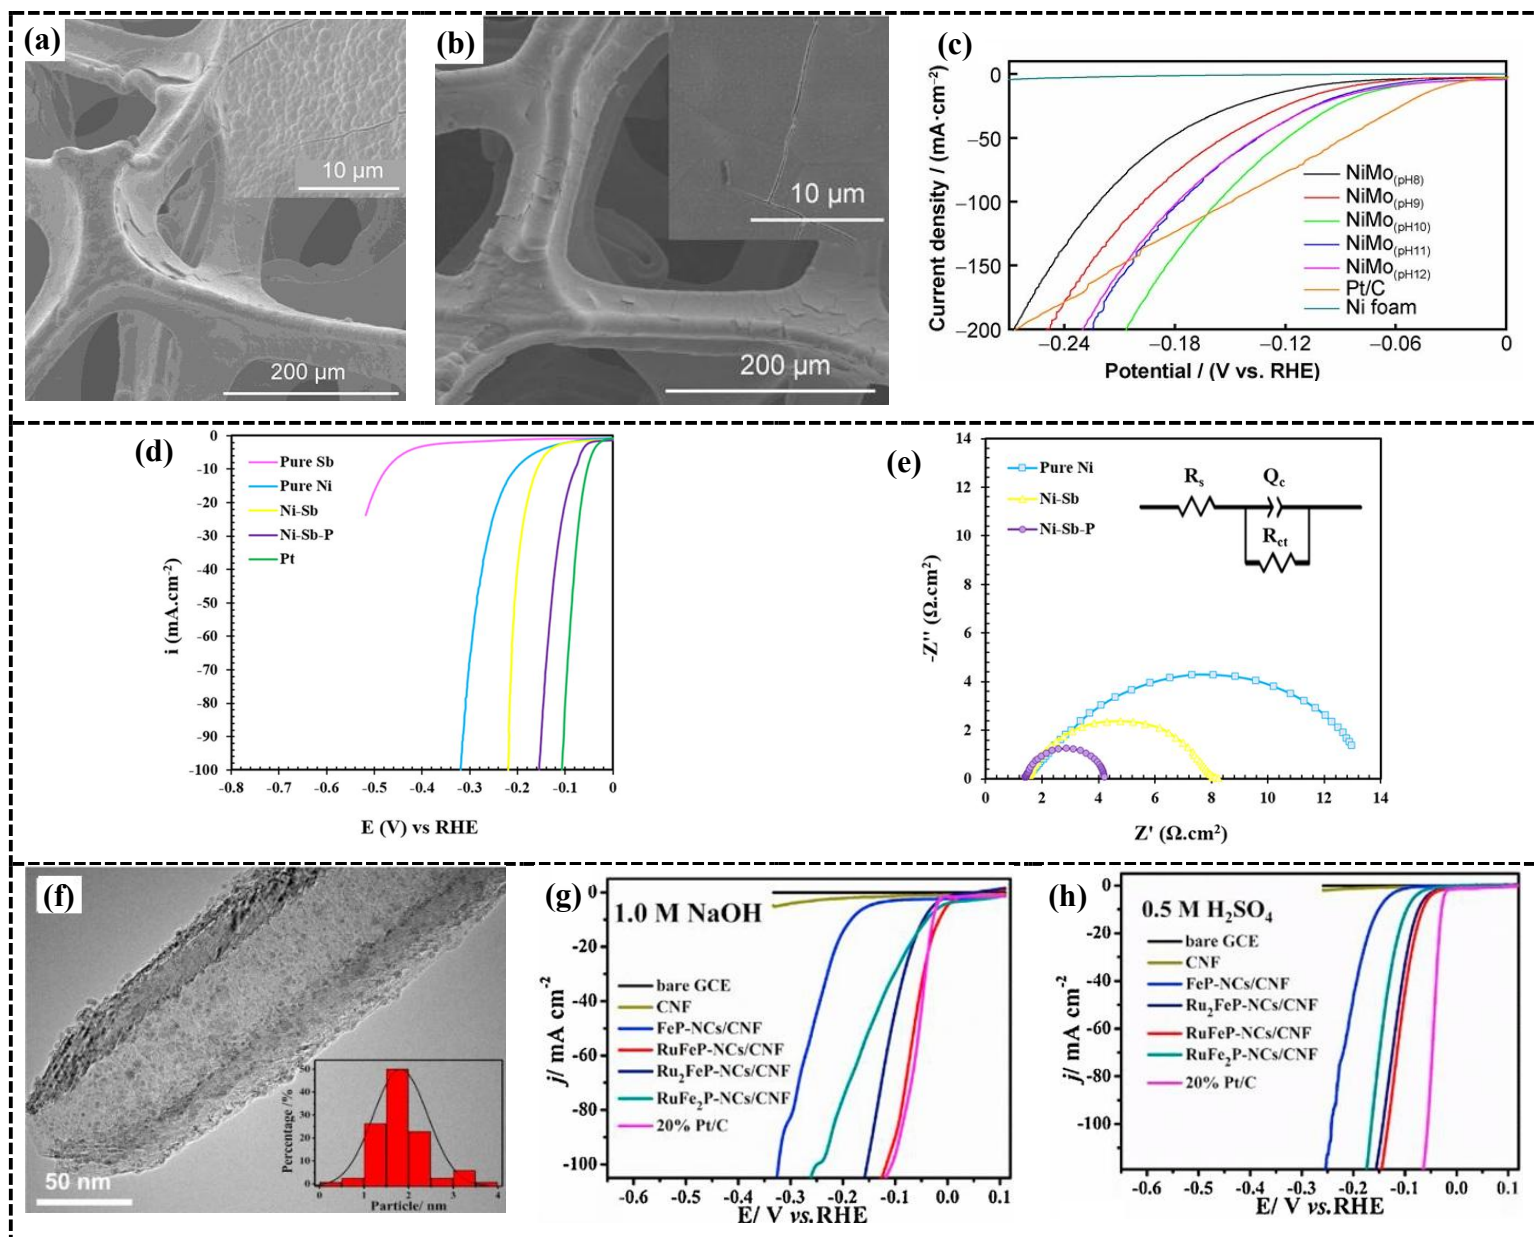 (a)
10 µm
200 µm
(b)
10 µm
200 µm
(c)
Current density / (mA·cm⁻²)
0
−50
−100
−150
−200
NiMo(pH8)
NiMo(pH9)
NiMo(pH10)
NiMo(pH11)
NiMo(pH12)
Pt/C
Ni foam
−0.24 −0.18 −0.12 −0.06 0
Potential / (V vs. RHE)
(d)
i (mA.cm⁻²)
0
-10
-20
-30
-40
-50
-60
-70
-80
-90
-100
Pure Sb
Pure Ni
Ni-Sb
Ni-Sb-P
Pt
-0.8 -0.7 -0.6 -0.5 -0.4 -0.3 -0.2 -0.1 0
E (V) vs RHE
(e)
-Z'' (Ω.cm²)
14
12
10
8
6
4
2
0
Pure Ni
Ni-Sb
Ni-Sb-P
Rs Qc
Rct
0 2 4 6 8 10 12 14
Z' (Ω.cm²)
(f)
50 nm
Percentage /%
50
40
30
20
10
0
0 1 2 3 4
Particle/ nm
(g)
j/ mA cm⁻²
0
-20
-40
-60
-80
-100
1.0 M NaOH
bare GCE
CNF
FeP-NCs/CNF
RuFeP-NCs/CNF
Ru₂FeP-NCs/CNF
RuFe₂P-NCs/CNF
20% Pt/C
-0.6 -0.5 -0.4 -0.3 -0.2 -0.1 0.0 0.1
E/ V vs.RHE
(h)
j/ mA cm⁻²
0
-20
-40
-60
-80
-100
0.5 M H₂SO₄
bare GCE
CNF
FeP-NCs/CNF
Ru₂FeP-NCs/CNF
RuFeP-NCs/CNF
RuFe₂P-NCs/CNF
20% Pt/C
-0.6 -0.5 -0.4 -0.3 -0.2 -0.1 0.0 0.1
E/ V vs.RHE